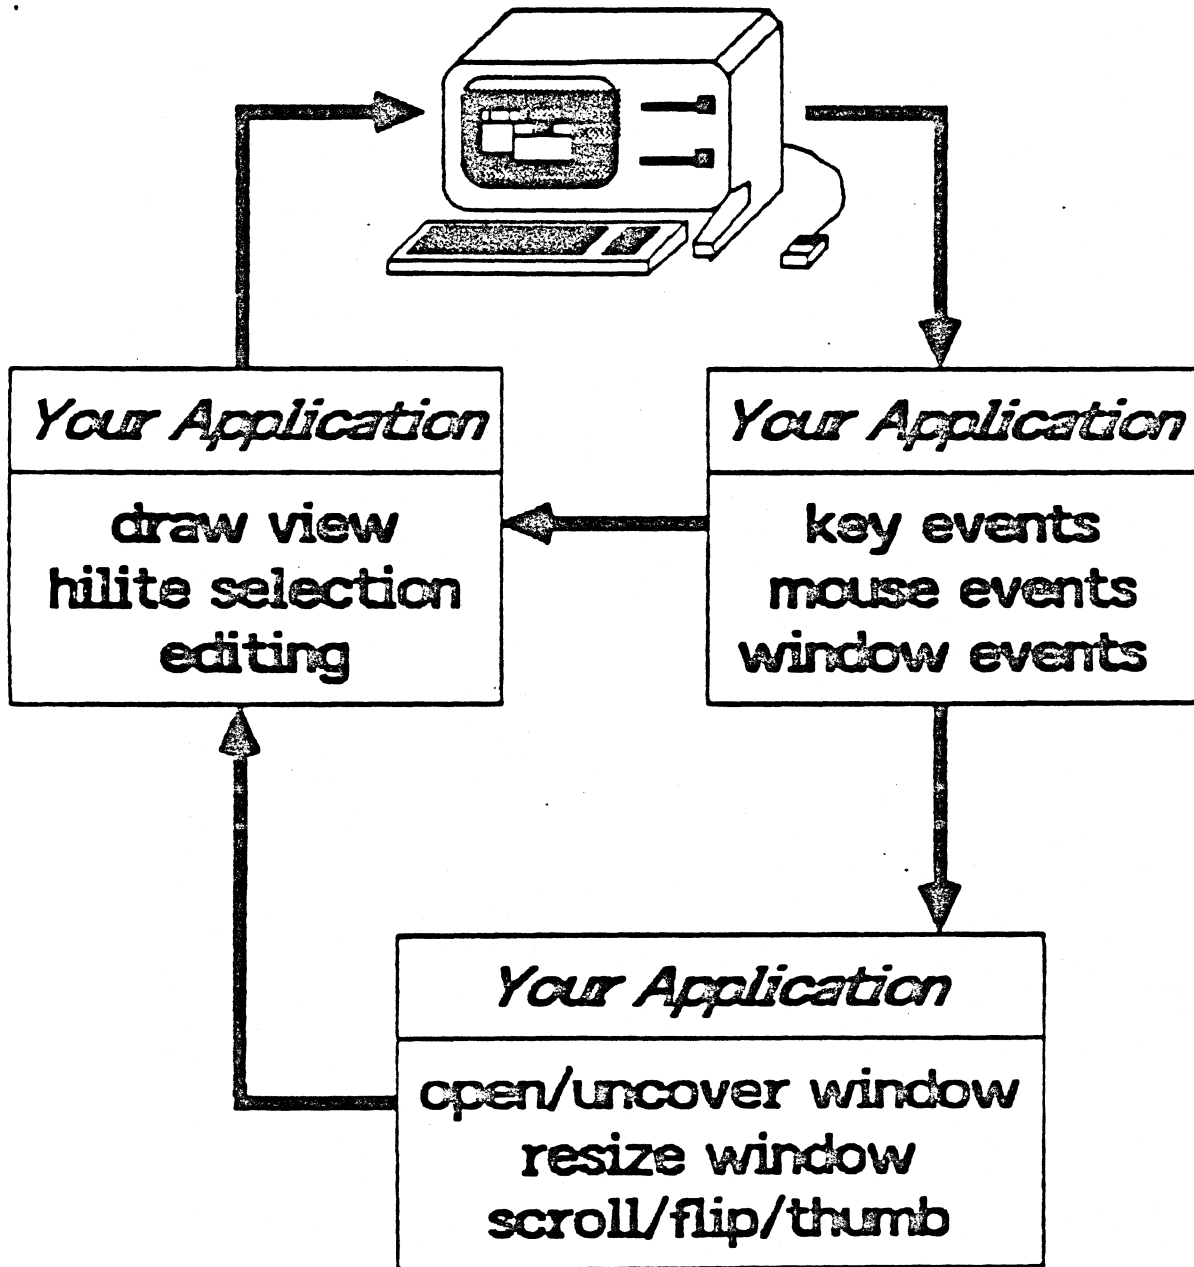 Your Application
draw view
hilite selection
editing
Your Application
key events
mouse events
window events
Your Application
open/uncover window
resize window
scroll/flip/thumb